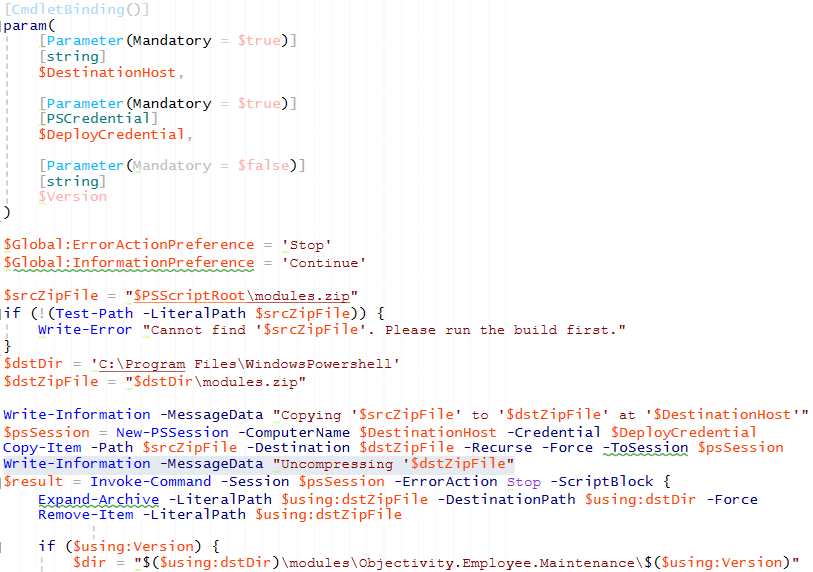 [CmdletBinding()]
param(
    [Parameter(Mandatory = $true)]
    [string]
    $DestinationHost,

    [Parameter(Mandatory = $true)]
    [PSCredential]
    $DeployCredential,

    [Parameter(Mandatory = $false)]
    [string]
    $Version
)

$Global:ErrorActionPreference = 'Stop'
$Global:InformationPreference = 'Continue'

$srcZipFile = "$PSScriptRoot\modules.zip"
if (!(Test-Path -LiteralPath $srcZipFile)) {
    Write-Error "Cannot find '$srcZipFile'. Please run the build first."
}
$dstDir = 'C:\Program Files\WindowsPowershell'
$dstZipFile = "$dstDir\modules.zip"

Write-Information -MessageData "Copying '$srcZipFile' to '$dstZipFile' at '$DestinationHost'"
$psSession = New-PSSession -ComputerName $DestinationHost -Credential $DeployCredential
Copy-Item -Path $srcZipFile -Destination $dstZipFile -Recurse -Force -ToSession $psSession
Write-Information -MessageData "Uncompressing '$dstZipFile"
$result = Invoke-Command -Session $psSession -ErrorAction Stop -ScriptBlock {
    Expand-Archive -LiteralPath $using:dstZipFile -DestinationPath $using:dstDir -Force
    Remove-Item -LiteralPath $using:dstZipFile

    if ($using:Version) {
        $dir = "$($using:dstDir)\modules\Objectivity.Employee.Maintenance\$($using:Version)"